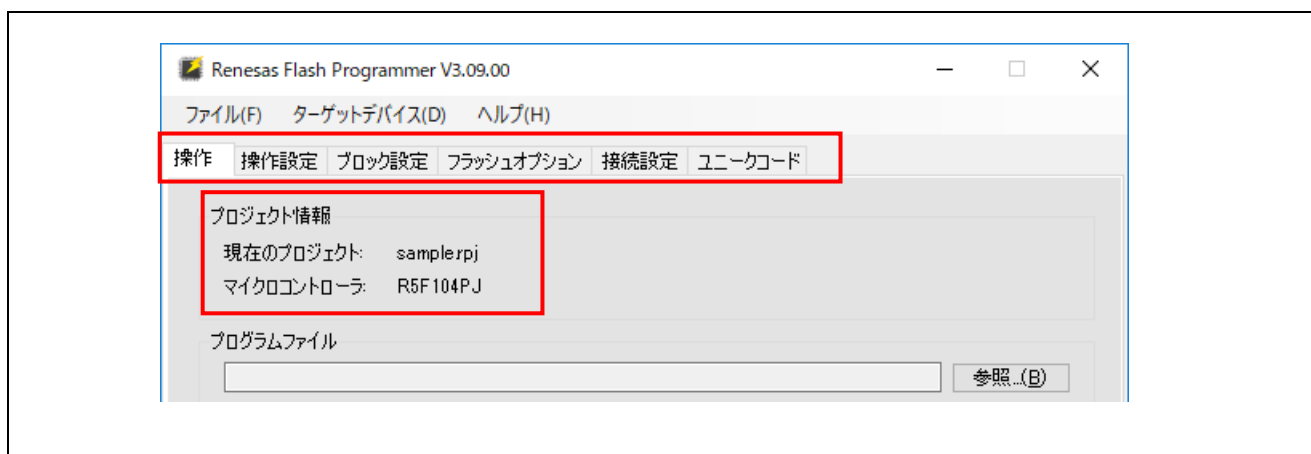 Renesas Flash Programmer V3.09.00
ファイル(F) ターゲットデバイス(D) ヘルプ(H)
操作 操作設定 ブロック設定 フラッシュオプション 接続設定 ユニークコード
プロジェクト情報
現在のプロジェクト: sample.rpj
マイクロコントローラ: R5F104PJ
プログラムファイル
参照...(B)